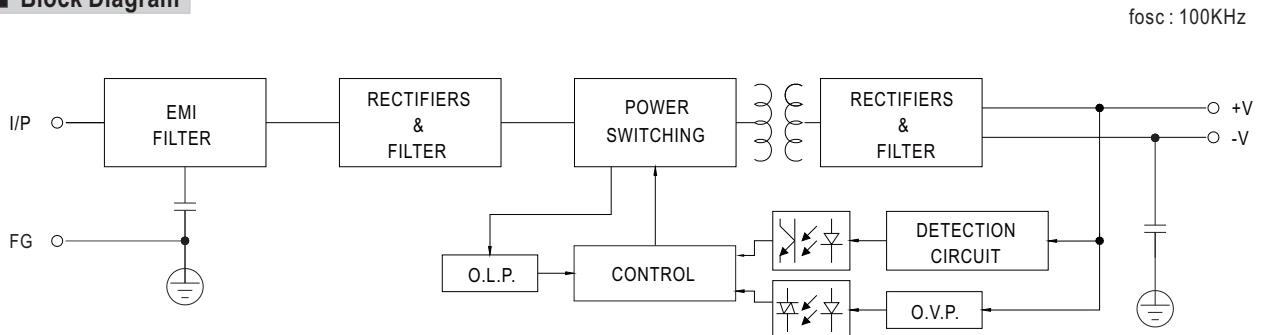 Block Diagram
fosc : 100KHz
I/P
EMI
FILTER
RECTIFIERS
&
FILTER
POWER
SWITCHING
RECTIFIERS
&
FILTER
+V
-V
FG
O.L.P.
CONTROL
DETECTION
CIRCUIT
O.V.P.